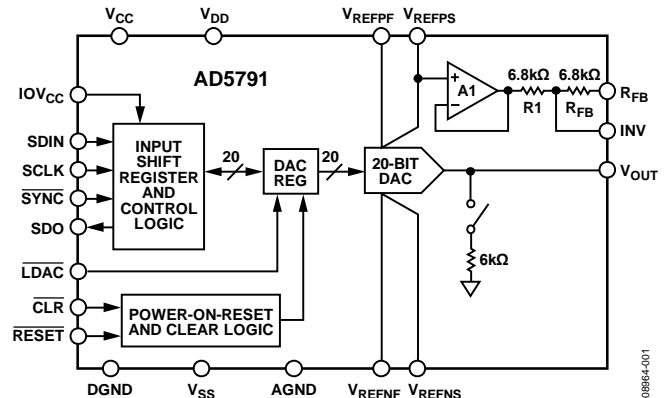 VCC
VDD
VREFPF
VREFPS
AD5791
6.8kΩ
6.8kΩ
A1
R1
RFB
RFB
INV
IOVCC
SDIN
SCLK
SYNC
SDO
LDAC
CLR
RESET
INPUT
SHIFT
REGISTER
AND
CONTROL
LOGIC
20
DAC
REG
20
20-BIT
DAC
VOUT
6kΩ
POWER-ON-RESET
AND CLEAR LOGIC
DGND
VSS
AGND
VREFNF
VREFNS
08964-001